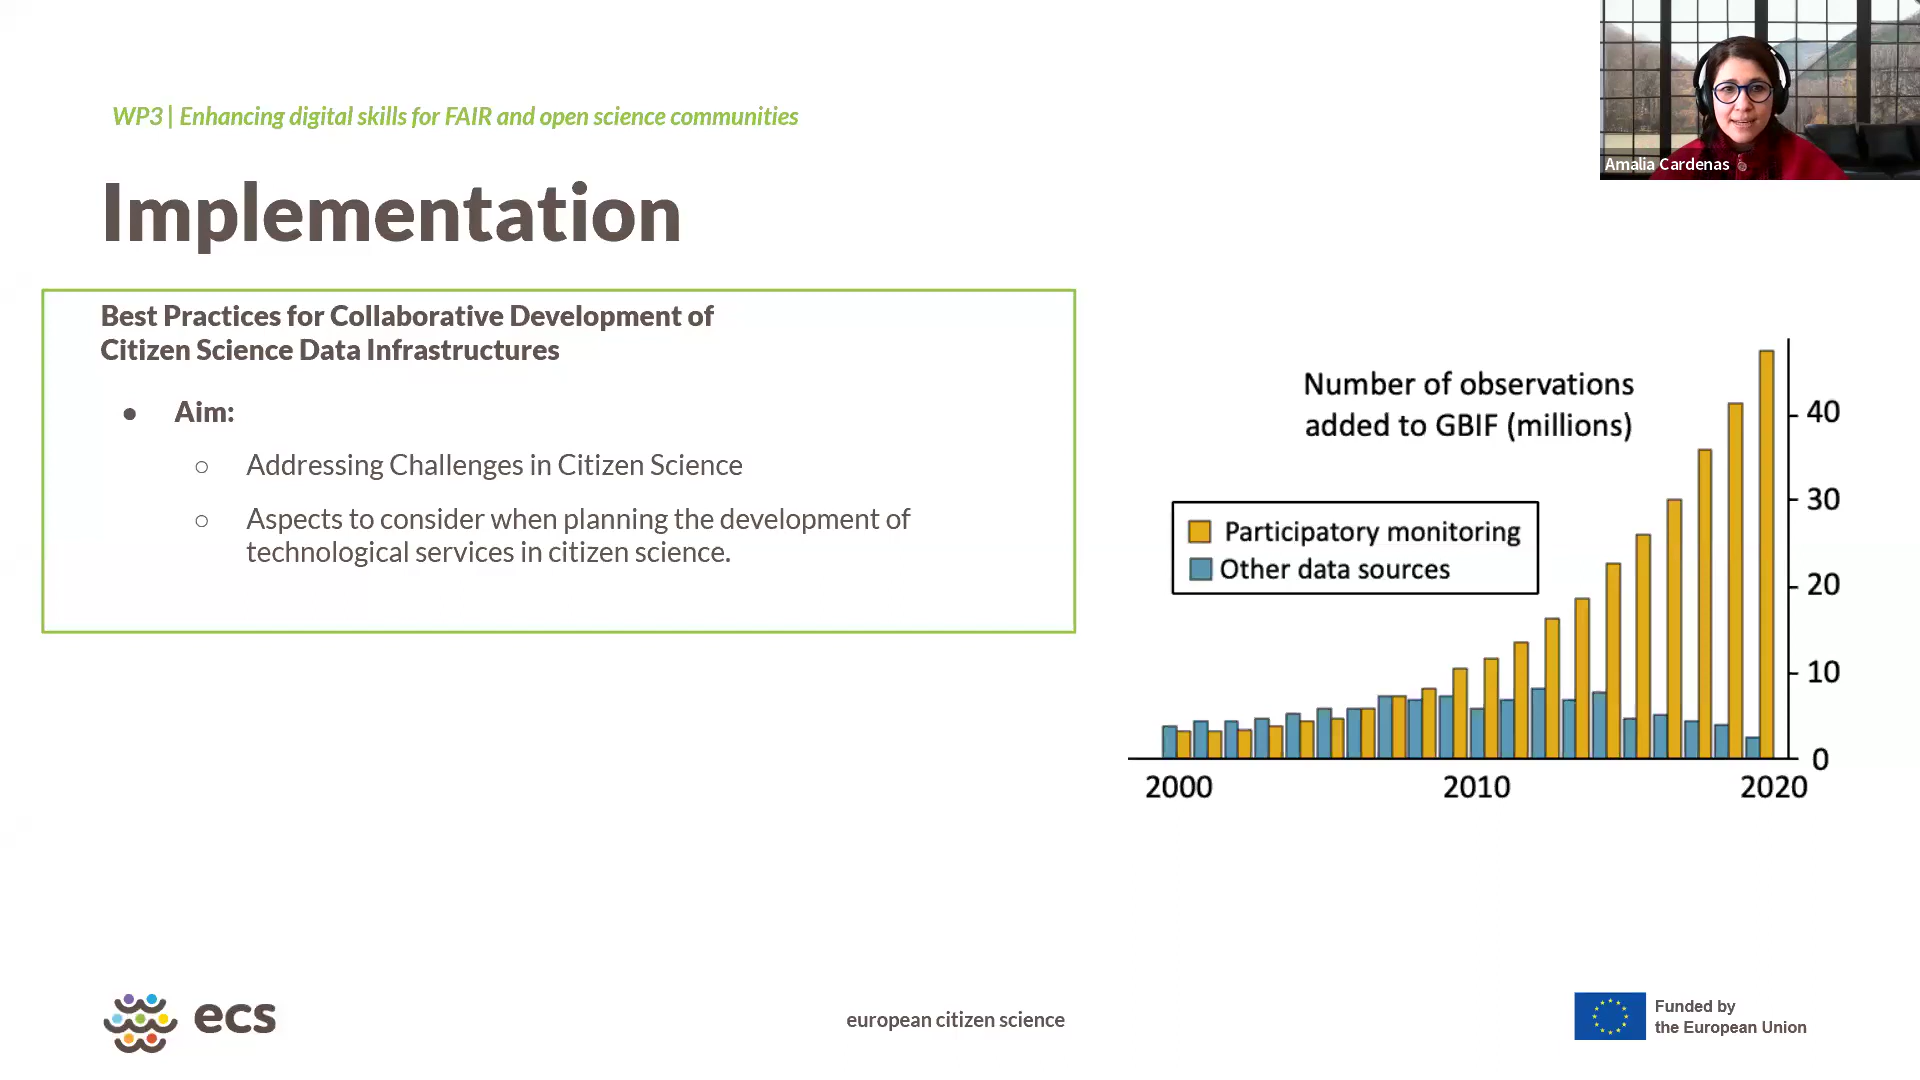 WP3 | Enhancing digital skills for FAIR and open science communities
Amalia Cardenas
Implementation
Best Practices for Collaborative Development of
Citizen Science Data Infrastructures
● Aim:
○ Addressing Challenges in Citizen Science
○ Aspects to consider when planning the development of
technological services in citizen science.
Number of observations
added to GBIF (millions)
Participatory monitoring
Other data sources
40
30
20
10
0
2000 2010 2020
ecs
european citizen science
Funded by
the European Union